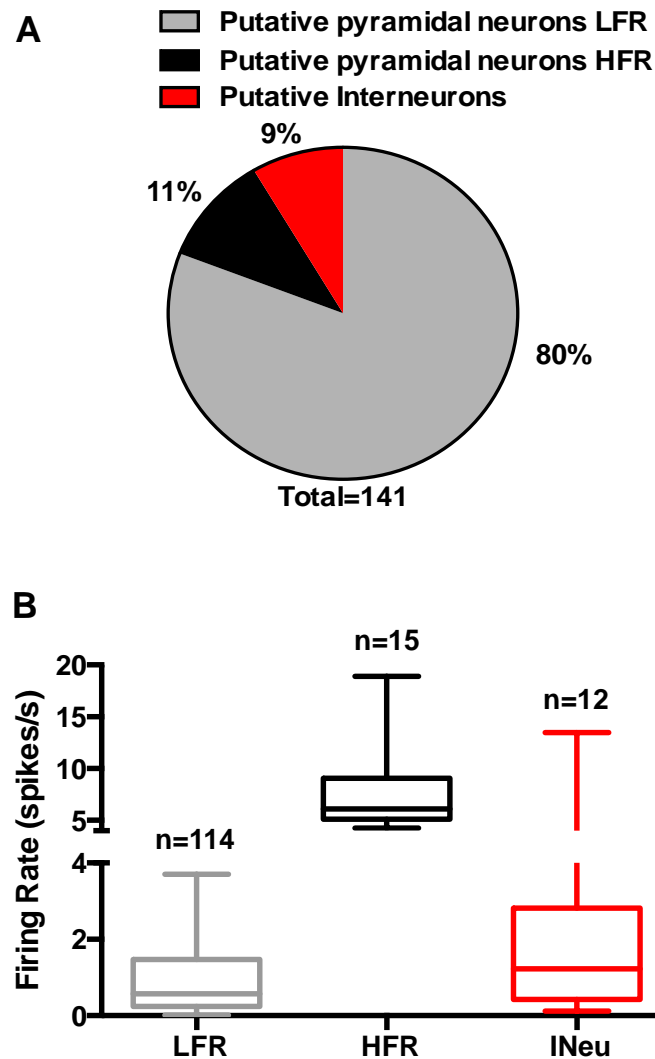 A
Putative pyramidal neurons LFR
Putative pyramidal neurons HFR
Putative Interneurons
9%
11%
80%
Total=141
B
n=15
n=12
n=114
Firing Rate (spikes/s)
20
15
10
5
4
2
0
LFR HFR INeu